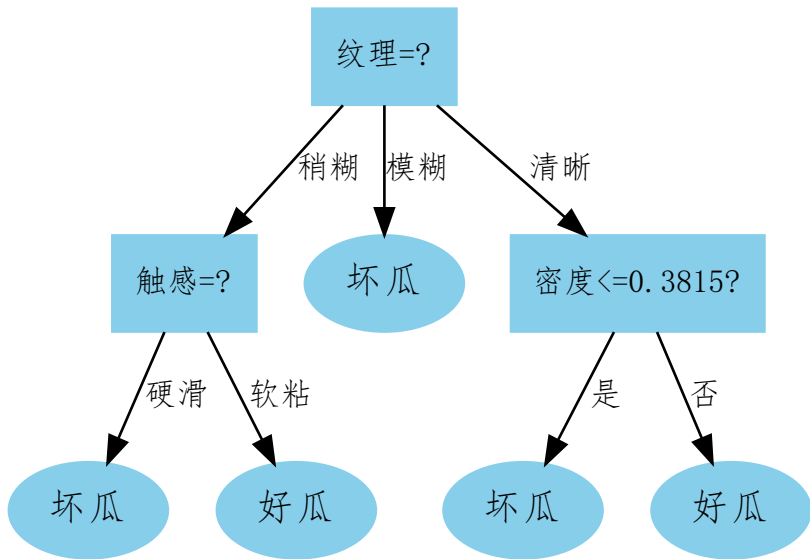 纹理=?
稍糊
模糊
清晰
触感=?
坏瓜
密度<=0.3815?
硬滑
软粘
是
否
坏瓜
好瓜
坏瓜
好瓜